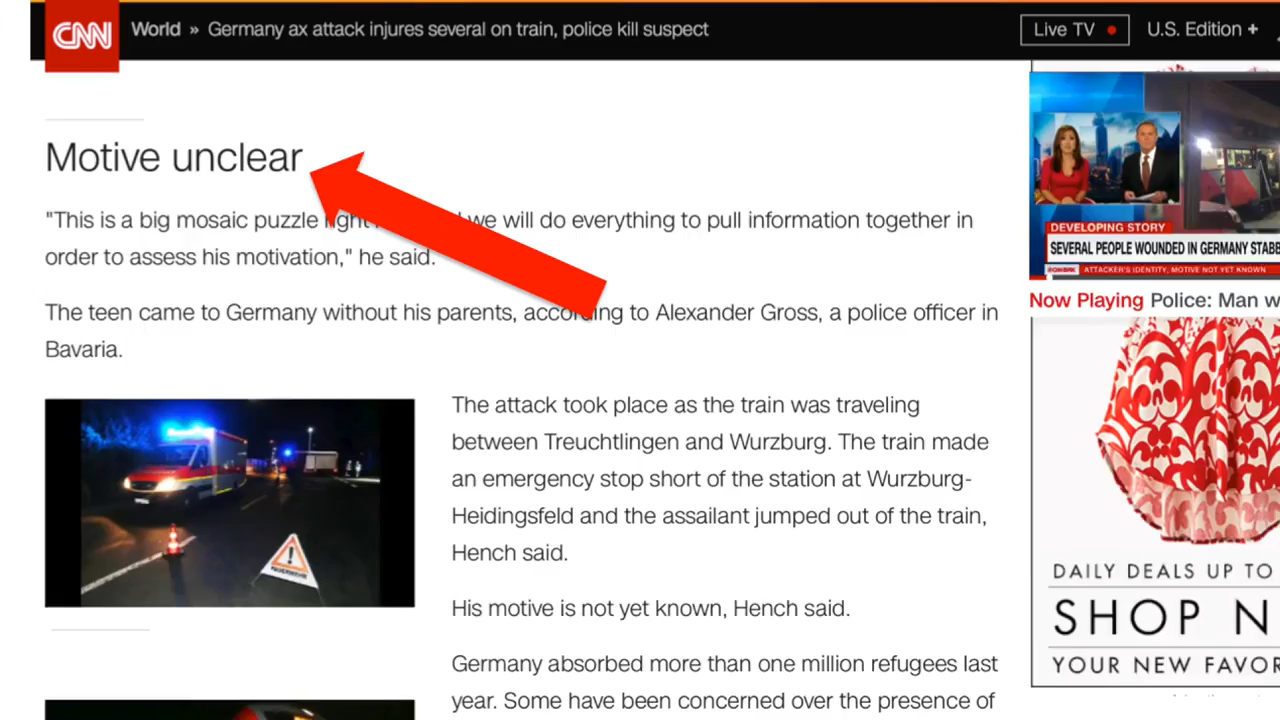 CNN
World » Germany ax attack injures several on train, police kill suspect
Live TV
U.S. Edition +
Motive unclear
"This is a big mosaic puzzle we will do everything to pull information together in
order to assess his motivation," he said.
The teen came to Germany without his parents, according to Alexander Gross, a police officer in
Bavaria.
The attack took place as the train was traveling
between Treuchtlingen and Wurzburg. The train made
an emergency stop short of the station at Wurzburg-
Heidingsfeld and the assailant jumped out of the train,
Hench said.
His motive is not yet known, Hench said.
Germany absorbed more than one million refugees last
year. Some have been concerned over the presence of
FEUERWEHR
DEVELOPING STORY
SEVERAL PEOPLE WOUNDED IN GERMANY STABB
ATTACKER'S IDENTITY, MOTIVE NOT YET KNOWN
Now Playing Police: Man w
DAILY DEALS UP TO
SHOP N
YOUR NEW FAVOR